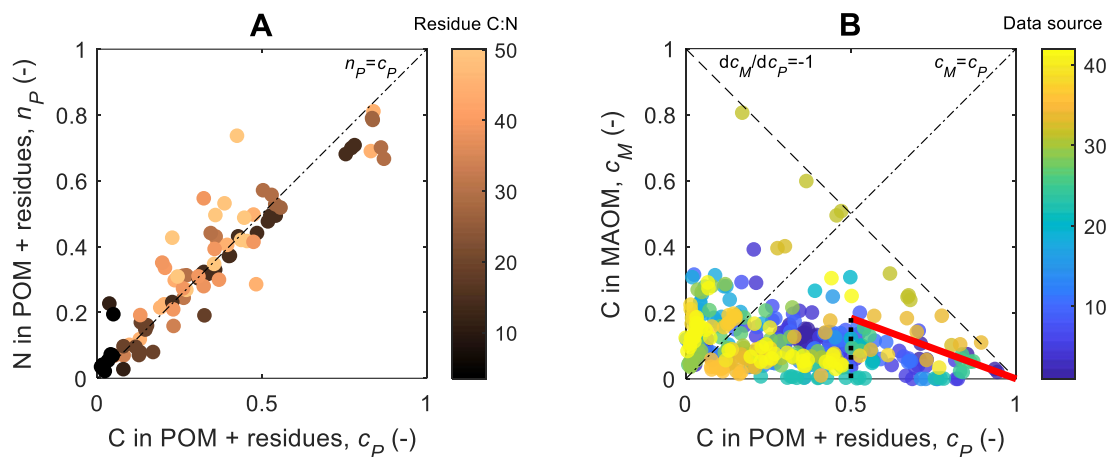 A
Residue C:N
N in POM + residues, n_P (-)
1
0.8
0.6
0.4
0.2
0
n_P=c_P
0
0.5
1
C in POM + residues, c_P (-)
50
40
30
20
10
B
Data source
C in MAOM, c_M (-)
1
0.8
0.6
0.4
0.2
0
dc_M/dc_P=-1
c_M=c_P
0
0.5
1
C in POM + residues, c_P (-)
40
30
20
10
0